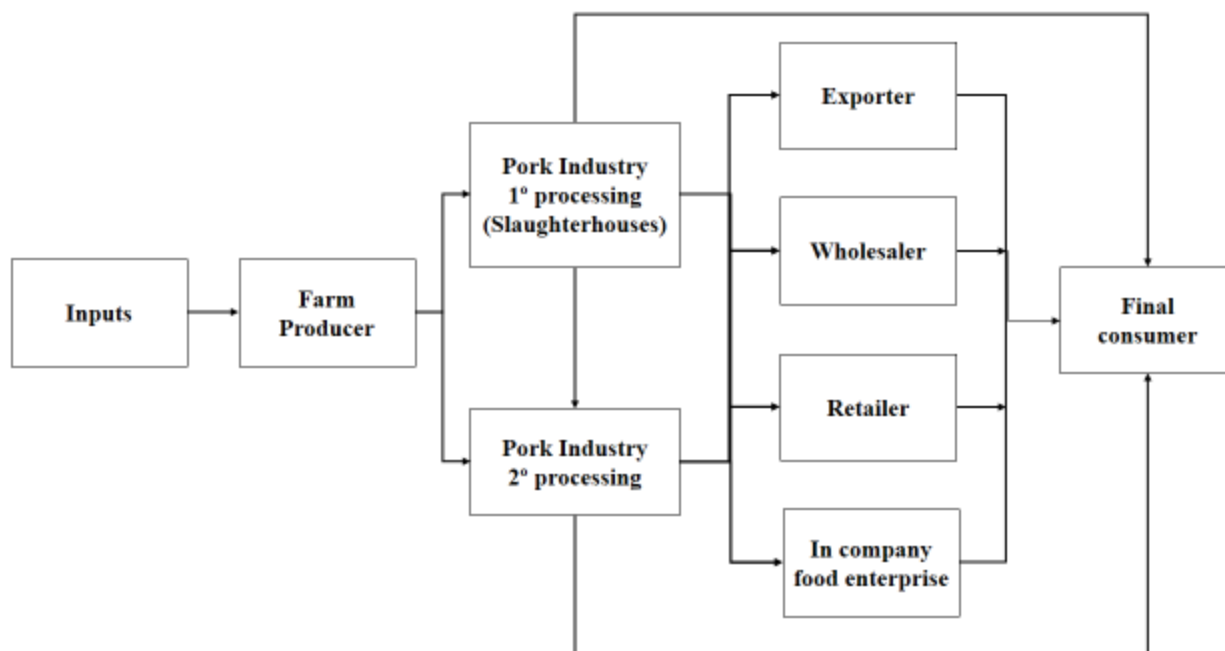 Inputs
Farm
Producer
Pork Industry
1º processing
(Slaughterhouses)
Pork Industry
2º processing
Exporter
Wholesaler
Retailer
In company
food enterprise
Final
consumer